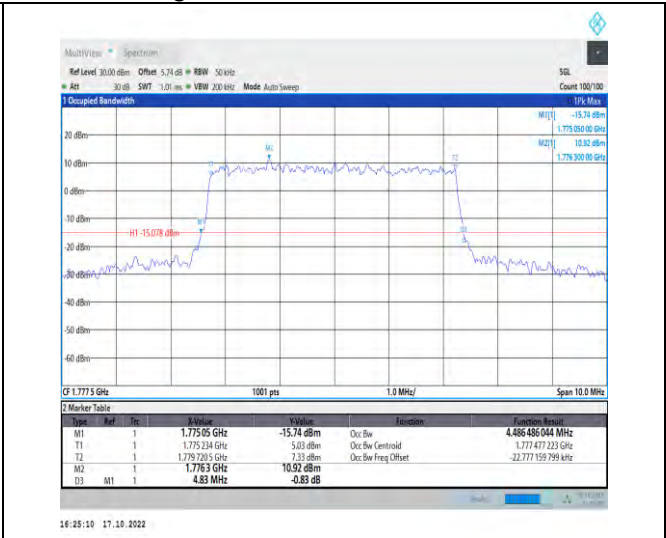 MultiView Spectrum
Ref Level 30.00 dBm Offset 5.74 dB RBW 50 kHz SGL
Att 30 dB SWT 1.01 ms VBW 200 kHz Mode Auto Sweep Count 100/100
1 Occupied Bandwidth 1Pk Max
M1[1] -15.74 dBm
1.775 050 00 GHz
M2[1] 10.92 dBm
1.776 300 00 GHz
20 dBm
M2
T1 T2
10 dBm
0 dBm
-10 dBm
M1
H1 -15.078 dBm
D3
-20 dBm
-30 dBm
-40 dBm
-50 dBm
-60 dBm
CF 1.777 5 GHz 1001 pts 1.0 MHz/ Span 10.0 MHz
2 Marker Table
Type Ref Trc X-Value Y-Value Function Function Result
M1 1 1.775 05 GHz -15.74 dBm Occ Bw 4.486 486 044 MHz
T1 1 1.775 234 GHz 5.03 dBm Occ Bw Centroid 1.777 477 223 GHz
T2 1 1.779 720 5 GHz 7.33 dBm Occ Bw Freq Offset -22.777 159 799 kHz
M2 1 1.776 3 GHz 10.92 dBm
D3 M1 1 4.83 MHz -0.83 dB
16:25:10 17.10.2022